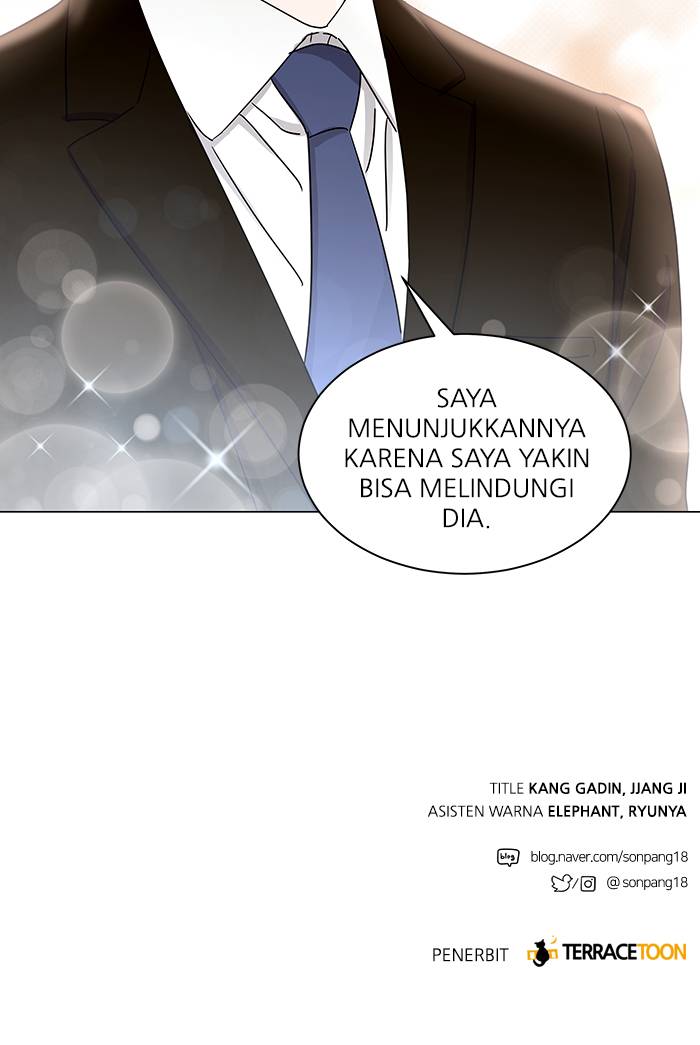 SAYA
MENUNJUKKANNYA
KARENA SAYA YAKIN
BISA MELINDUNGI
DIA.
TITLE KANG GADIN, JJANG JI
ASISTEN WARNA ELEPHANT, RYUNYA
blog blog.naver.com/sonpang18
/ @sonpang18
PENERBIT TERRACETOON